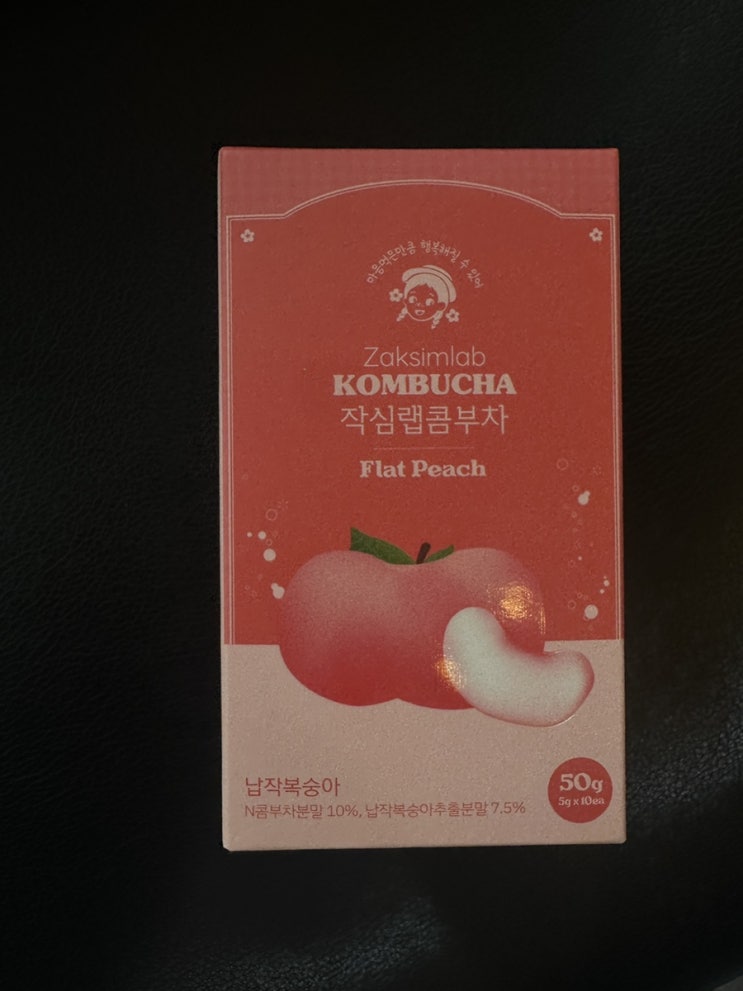 마음먹은만큼 행복해질 수 있어
Zaksimlab
KOMBUCHA
작심랩콤부차
Flat Peach
납작복숭아
N콤부차분말 10%, 납작복숭아추출분말 7.5%
50g
5g x 10ea